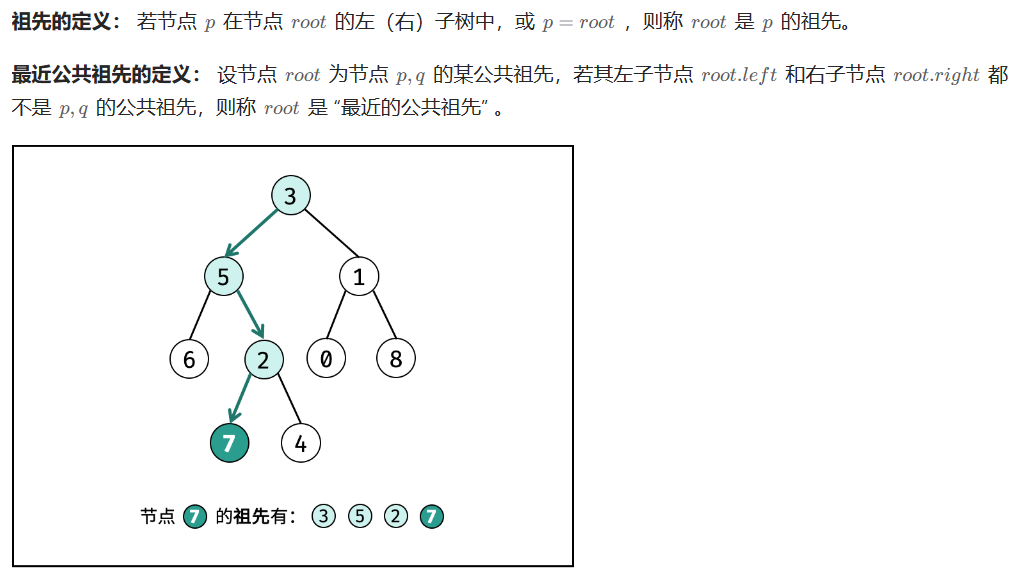 祖先的定义: 若节点 p 在节点 root 的左(右)子树中,或 p = root ,则称 root 是 p 的祖先。
最近公共祖先的定义: 设节点 root 为节点 p, q 的某公共祖先,若其左子节点 root.left 和右子节点 root.right 都
不是 p, q 的公共祖先,则称 root 是 “最近的公共祖先” 。
3
5 1
6 2 0 8
7 4
节点 7 的祖先有: 3 5 2 7